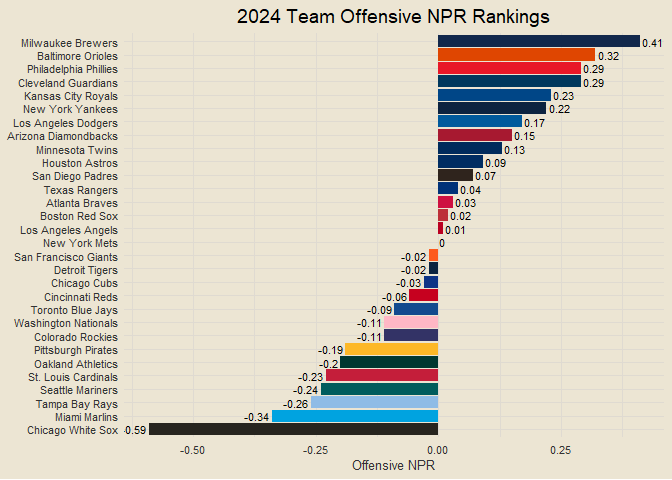 2024 Team Offensive NPR Rankings
Milwaukee Brewers 0.41
Baltimore Orioles 0.32
Philadelphia Phillies 0.29
Cleveland Guardians 0.29
Kansas City Royals 0.23
New York Yankees 0.22
Los Angeles Dodgers 0.17
Arizona Diamondbacks 0.15
Minnesota Twins 0.13
Houston Astros 0.09
San Diego Padres 0.07
Texas Rangers 0.04
Atlanta Braves 0.03
Boston Red Sox 0.02
Los Angeles Angels 0.01
New York Mets 0
San Francisco Giants -0.02
Detroit Tigers -0.02
Chicago Cubs -0.03
Cincinnati Reds -0.06
Toronto Blue Jays -0.09
Washington Nationals -0.11
Colorado Rockies -0.11
Pittsburgh Pirates -0.19
Oakland Athletics -0.2
St. Louis Cardinals -0.23
Seattle Mariners -0.24
Tampa Bay Rays -0.26
Miami Marlins -0.34
Chicago White Sox -0.59
-0.50 -0.25 0.00 0.25
Offensive NPR